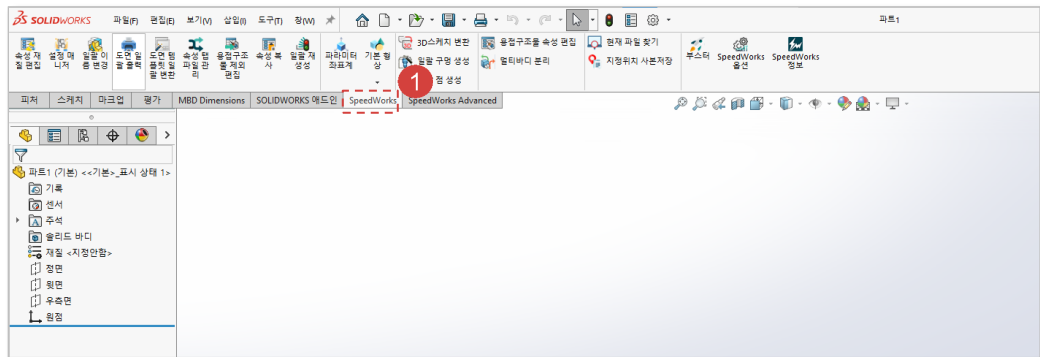 SOLIDWORKS 파일(F) 편집(E) 보기(V) 삽입(I) 도구(T) 창(W) 파트1
속성 재질 편집
설정 매니저
일괄 이름 변경
도면 일괄 출력
도면 템플릿 일괄 변환
속성 탭 파일 관리
용접구조물 제외 편집
속성 복사
일괄 재생성
파라미터 좌표계
기본 형상
3D스케치 변환
일괄 구멍 생성
점 생성
용접구조물 속성 편집
멀티바디 분리
현재 파일 찾기
지정위치 사본저장
부스터
SpeedWorks 옵션
SpeedWorks 정보
1
피처 스케치 마크업 평가 MBD Dimensions SOLIDWORKS 애드인 SpeedWorks SpeedWorks Advanced
파트1 (기본) <<기본>_표시 상태 1>
기록
센서
주석
솔리드 바디
재질 <지정안함>
정면
윗면
우측면
원점